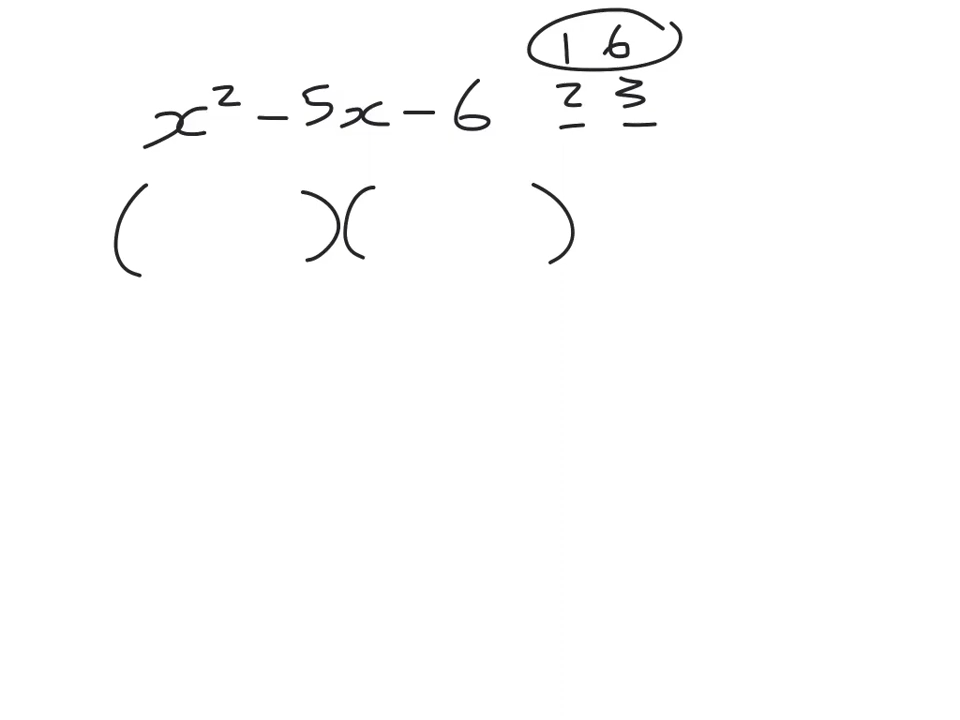 1 6
x² - 5x - 6 2 3
( )( )